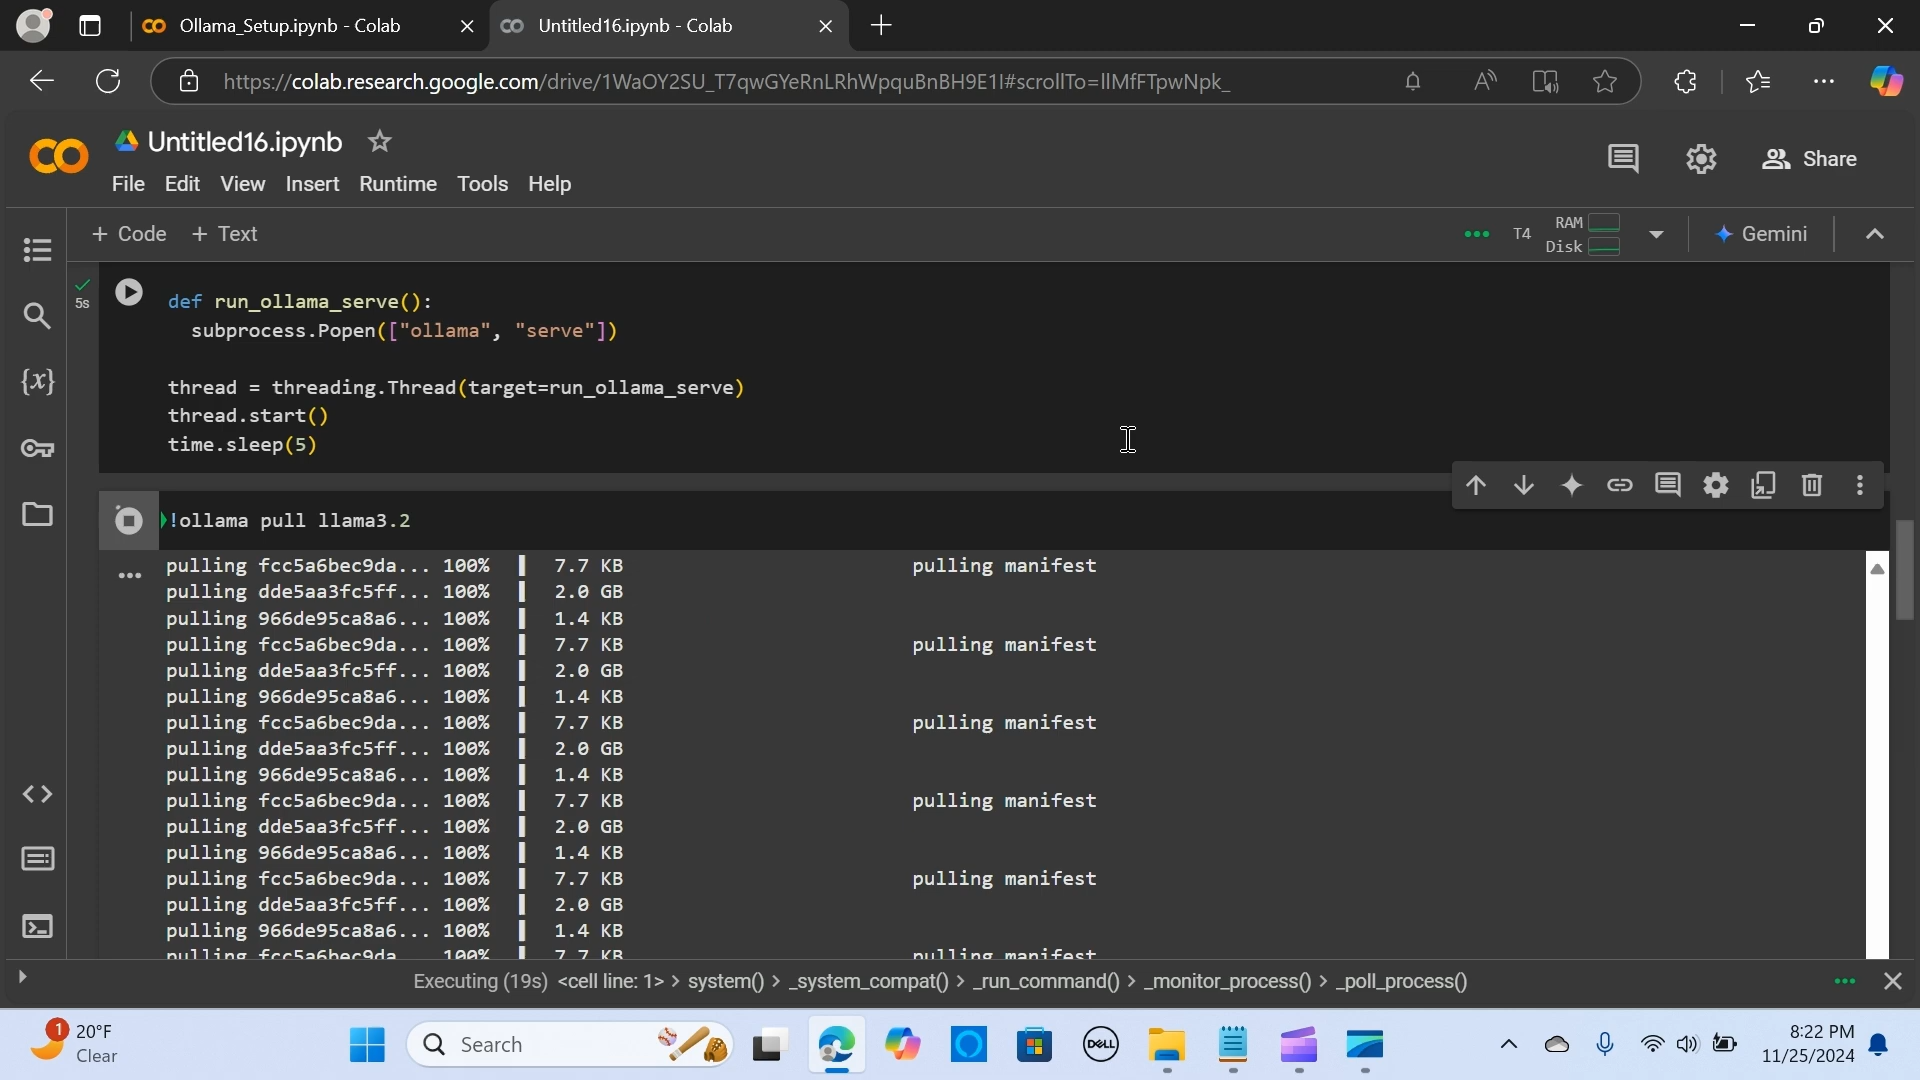 Ollama_Setup.ipynb - Colab
Untitled16.ipynb - Colab
https://colab.research.google.com/drive/1WaOY2SU_T7qwGYeRnLRhWpquBnBH9E1I#scrollTo=IlMfFTpwNpk_
Untitled16.ipynb
Share
File Edit View Insert Runtime Tools Help
+ Code + Text
T4
RAM
Disk
Gemini
5s
def run_ollama_serve():
subprocess.Popen(["ollama", "serve"])
thread = threading.Thread(target=run_ollama_serve)
thread.start()
time.sleep(5)
!ollama pull llama3.2
pulling fcc5a6bec9da... 100% 7.7 KB pulling manifest
pulling dde5aa3fc5ff... 100% 2.0 GB
pulling 966de95ca8a6... 100% 1.4 KB
pulling fcc5a6bec9da... 100% 7.7 KB pulling manifest
pulling dde5aa3fc5ff... 100% 2.0 GB
pulling 966de95ca8a6... 100% 1.4 KB
pulling fcc5a6bec9da... 100% 7.7 KB pulling manifest
pulling dde5aa3fc5ff... 100% 2.0 GB
pulling 966de95ca8a6... 100% 1.4 KB
pulling fcc5a6bec9da... 100% 7.7 KB pulling manifest
pulling dde5aa3fc5ff... 100% 2.0 GB
pulling 966de95ca8a6... 100% 1.4 KB
pulling fcc5a6bec9da... 100% 7.7 KB pulling manifest
pulling dde5aa3fc5ff... 100% 2.0 GB
pulling 966de95ca8a6... 100% 1.4 KB
pulling fcc5a6bec9da... 100% 7.7 KB pulling manifest
Executing (19s) <cell line: 1> > system() > _system_compat() > _run_command() > _monitor_process() > _poll_process()
1
20°F
Clear
Search
DELL
8:22 PM
11/25/2024